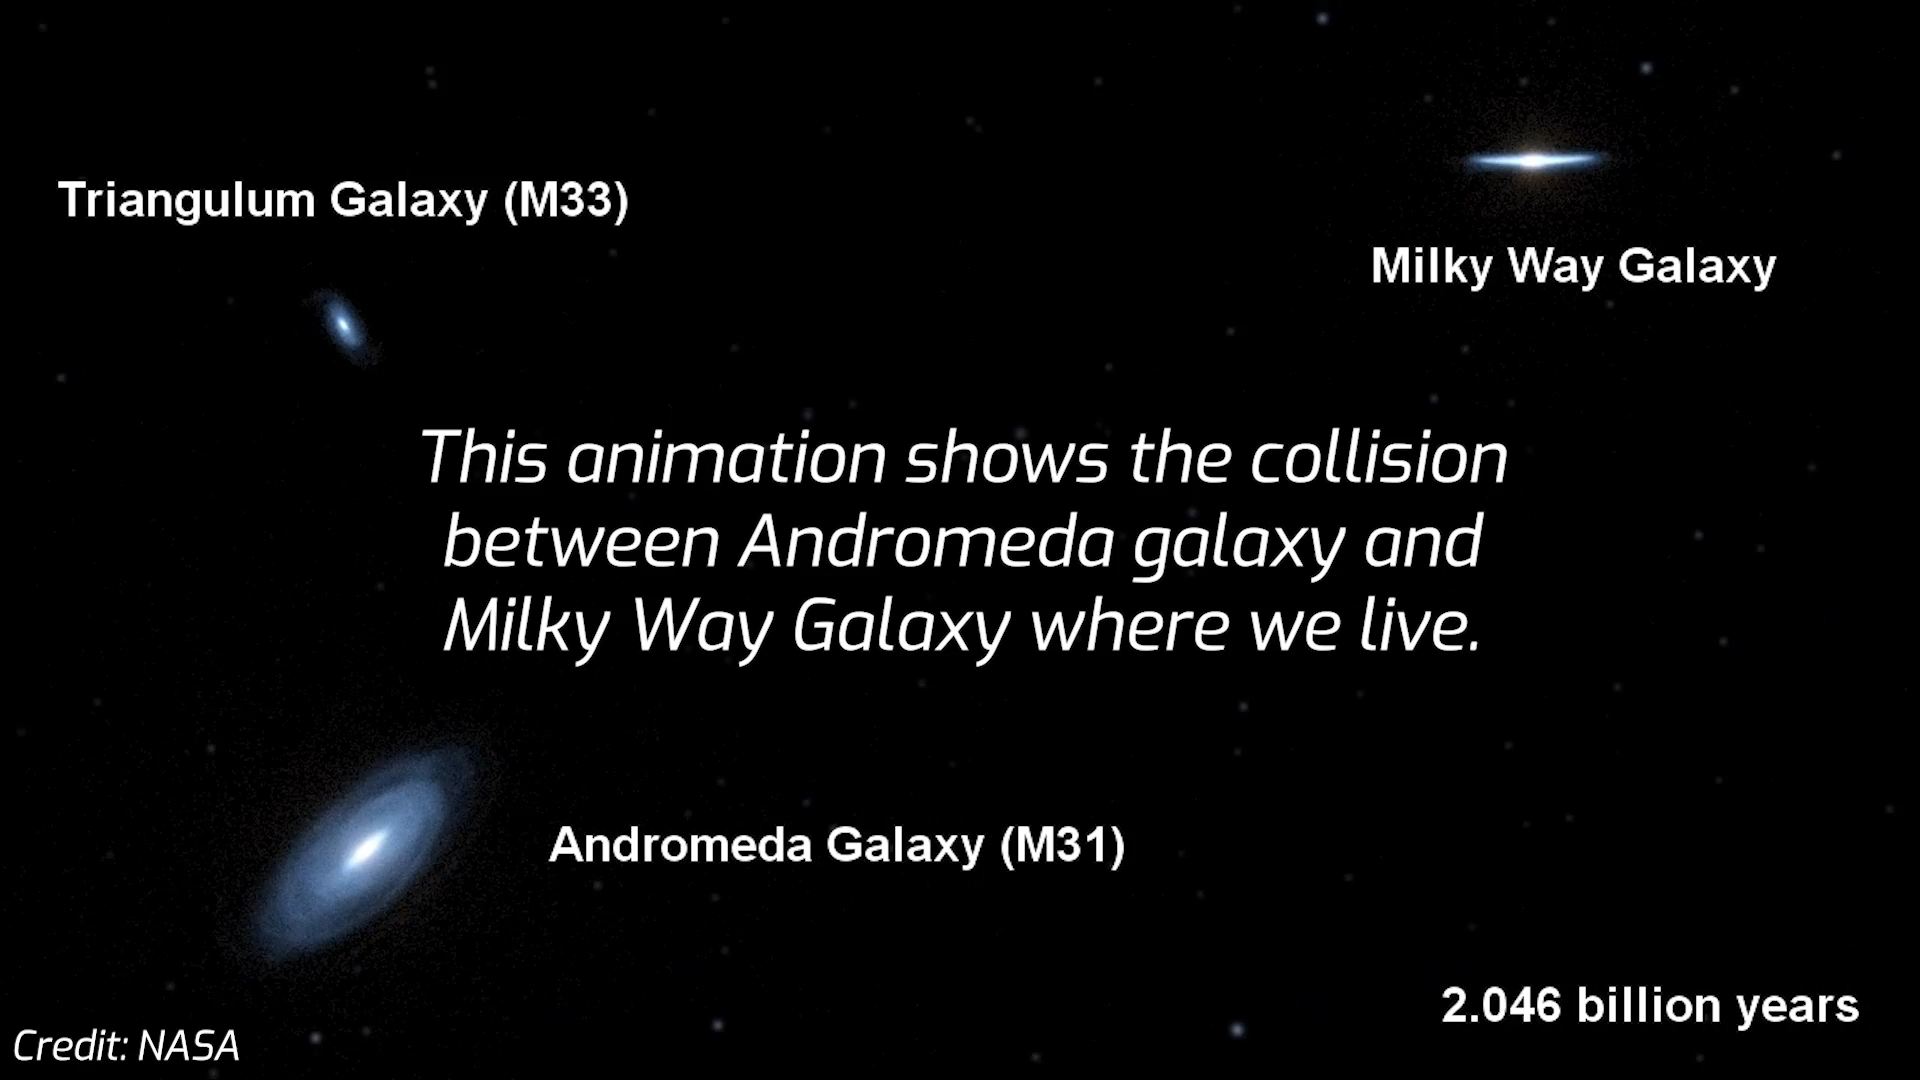 Triangulum Galaxy (M33)
Milky Way Galaxy
This animation shows the collision
between Andromeda galaxy and
Milky Way Galaxy where we live.
Andromeda Galaxy (M31)
2.046 billion years
Credit: NASA